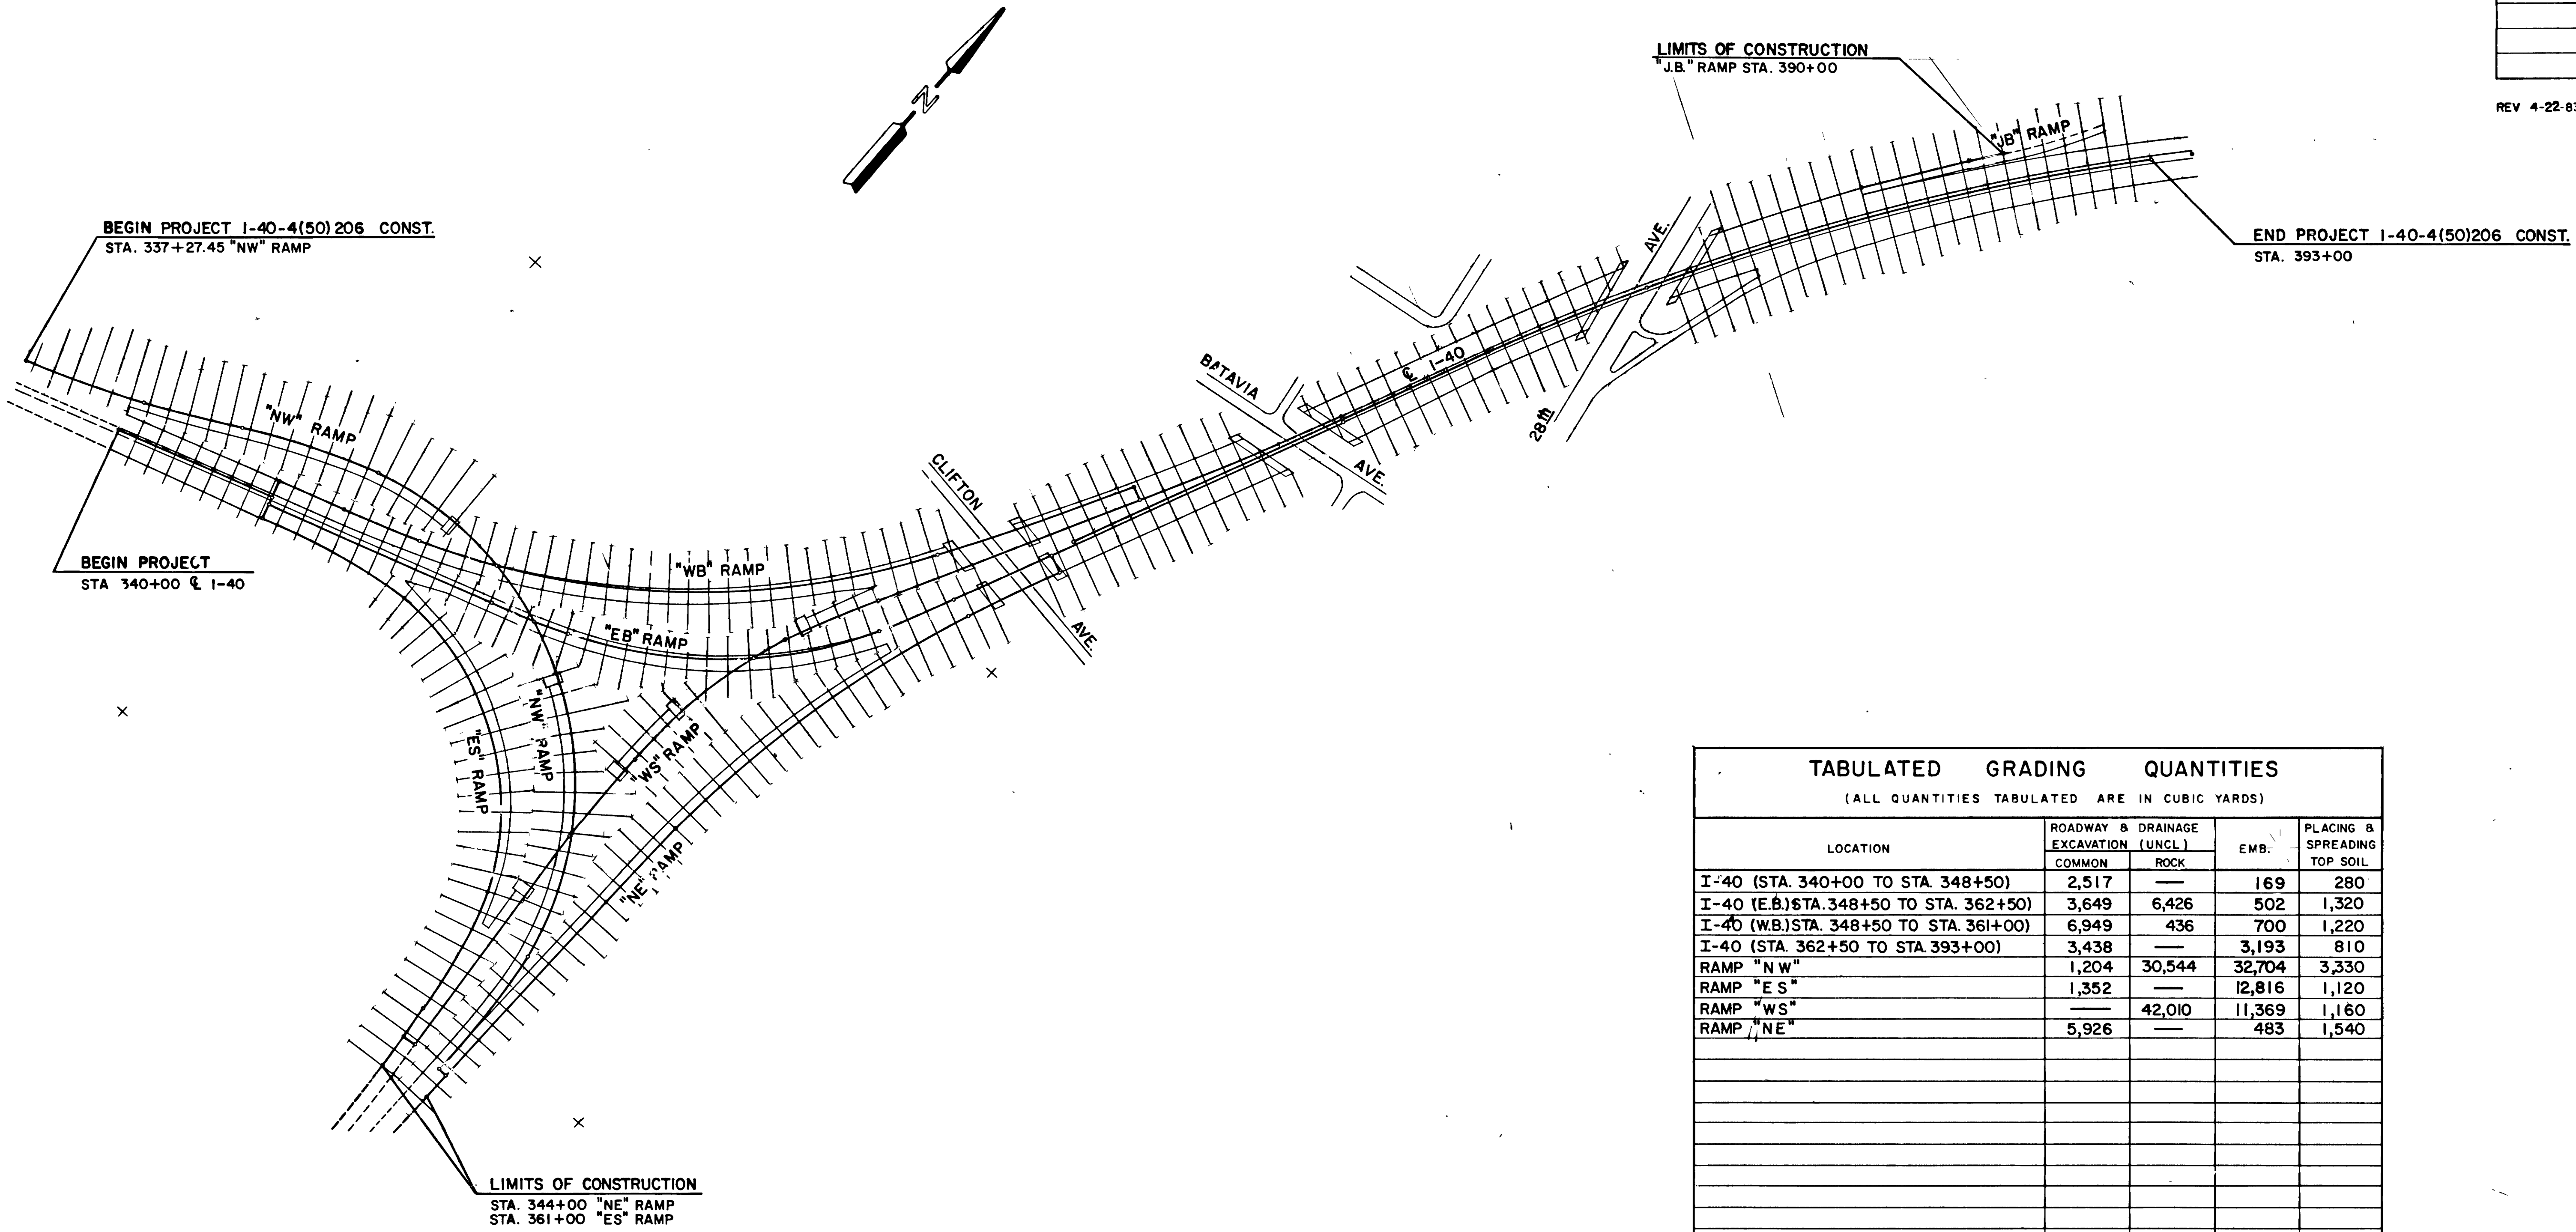 REV 4-22-83
LIMITS OF CONSTRUCTION
"J.B." RAMP STA. 390+00
N
"JB" RAMP
BEGIN PROJECT I-40-4(50)206 CONST.
STA. 337+27.45 "NW" RAMP
END PROJECT I-40-4(50)206 CONST.
STA. 393+00
28th AVE.
℄ I-40
BATAVIA AVE.
"NW" RAMP
CLIFTON AVE.
BEGIN PROJECT
STA 340+00 ℄ I-40
"WB" RAMP
"EB" RAMP
"NW" RAMP
"ES" RAMP
"WS" RAMP
"NE" RAMP
LIMITS OF CONSTRUCTION
STA. 344+00 "NE" RAMP
STA. 361+00 "ES" RAMP
TABULATED GRADING QUANTITIES
(ALL QUANTITIES TABULATED ARE IN CUBIC YARDS)
LOCATION ROADWAY & DRAINAGE EXCAVATION (UNCL) EMB. PLACING & SPREADING TOP SOIL
COMMON ROCK
I-40 (STA. 340+00 TO STA. 348+50) 2,517 — 169 280
I-40 (E.B.) STA. 348+50 TO STA. 362+50) 3,649 6,426 502 1,320
I-40 (W.B.) STA. 348+50 TO STA. 361+00) 6,949 436 700 1,220
I-40 (STA. 362+50 TO STA. 393+00) 3,438 — 3,193 810
RAMP "NW" 1,204 30,544 32,704 3,330
RAMP "ES" 1,352 — 12,816 1,120
RAMP "WS" — 42,010 11,369 1,160
RAMP "NE" 5,926 — 483 1,540